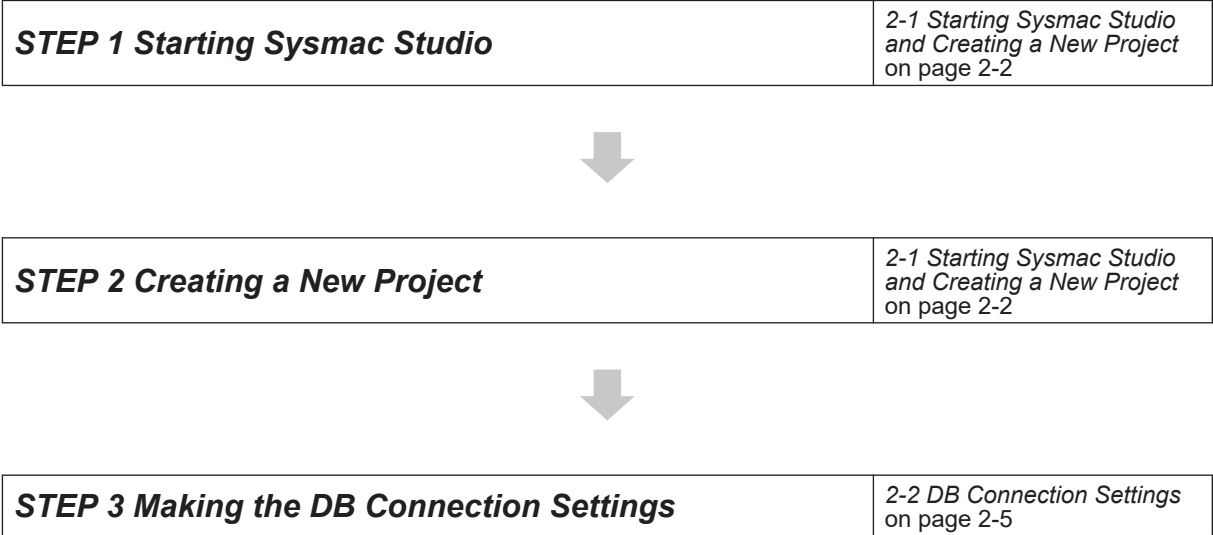 STEP 1 Starting Sysmac Studio
2-1 Starting Sysmac Studio
and Creating a New Project
on page 2-2
STEP 2 Creating a New Project
2-1 Starting Sysmac Studio
and Creating a New Project
on page 2-2
STEP 3 Making the DB Connection Settings
2-2 DB Connection Settings
on page 2-5